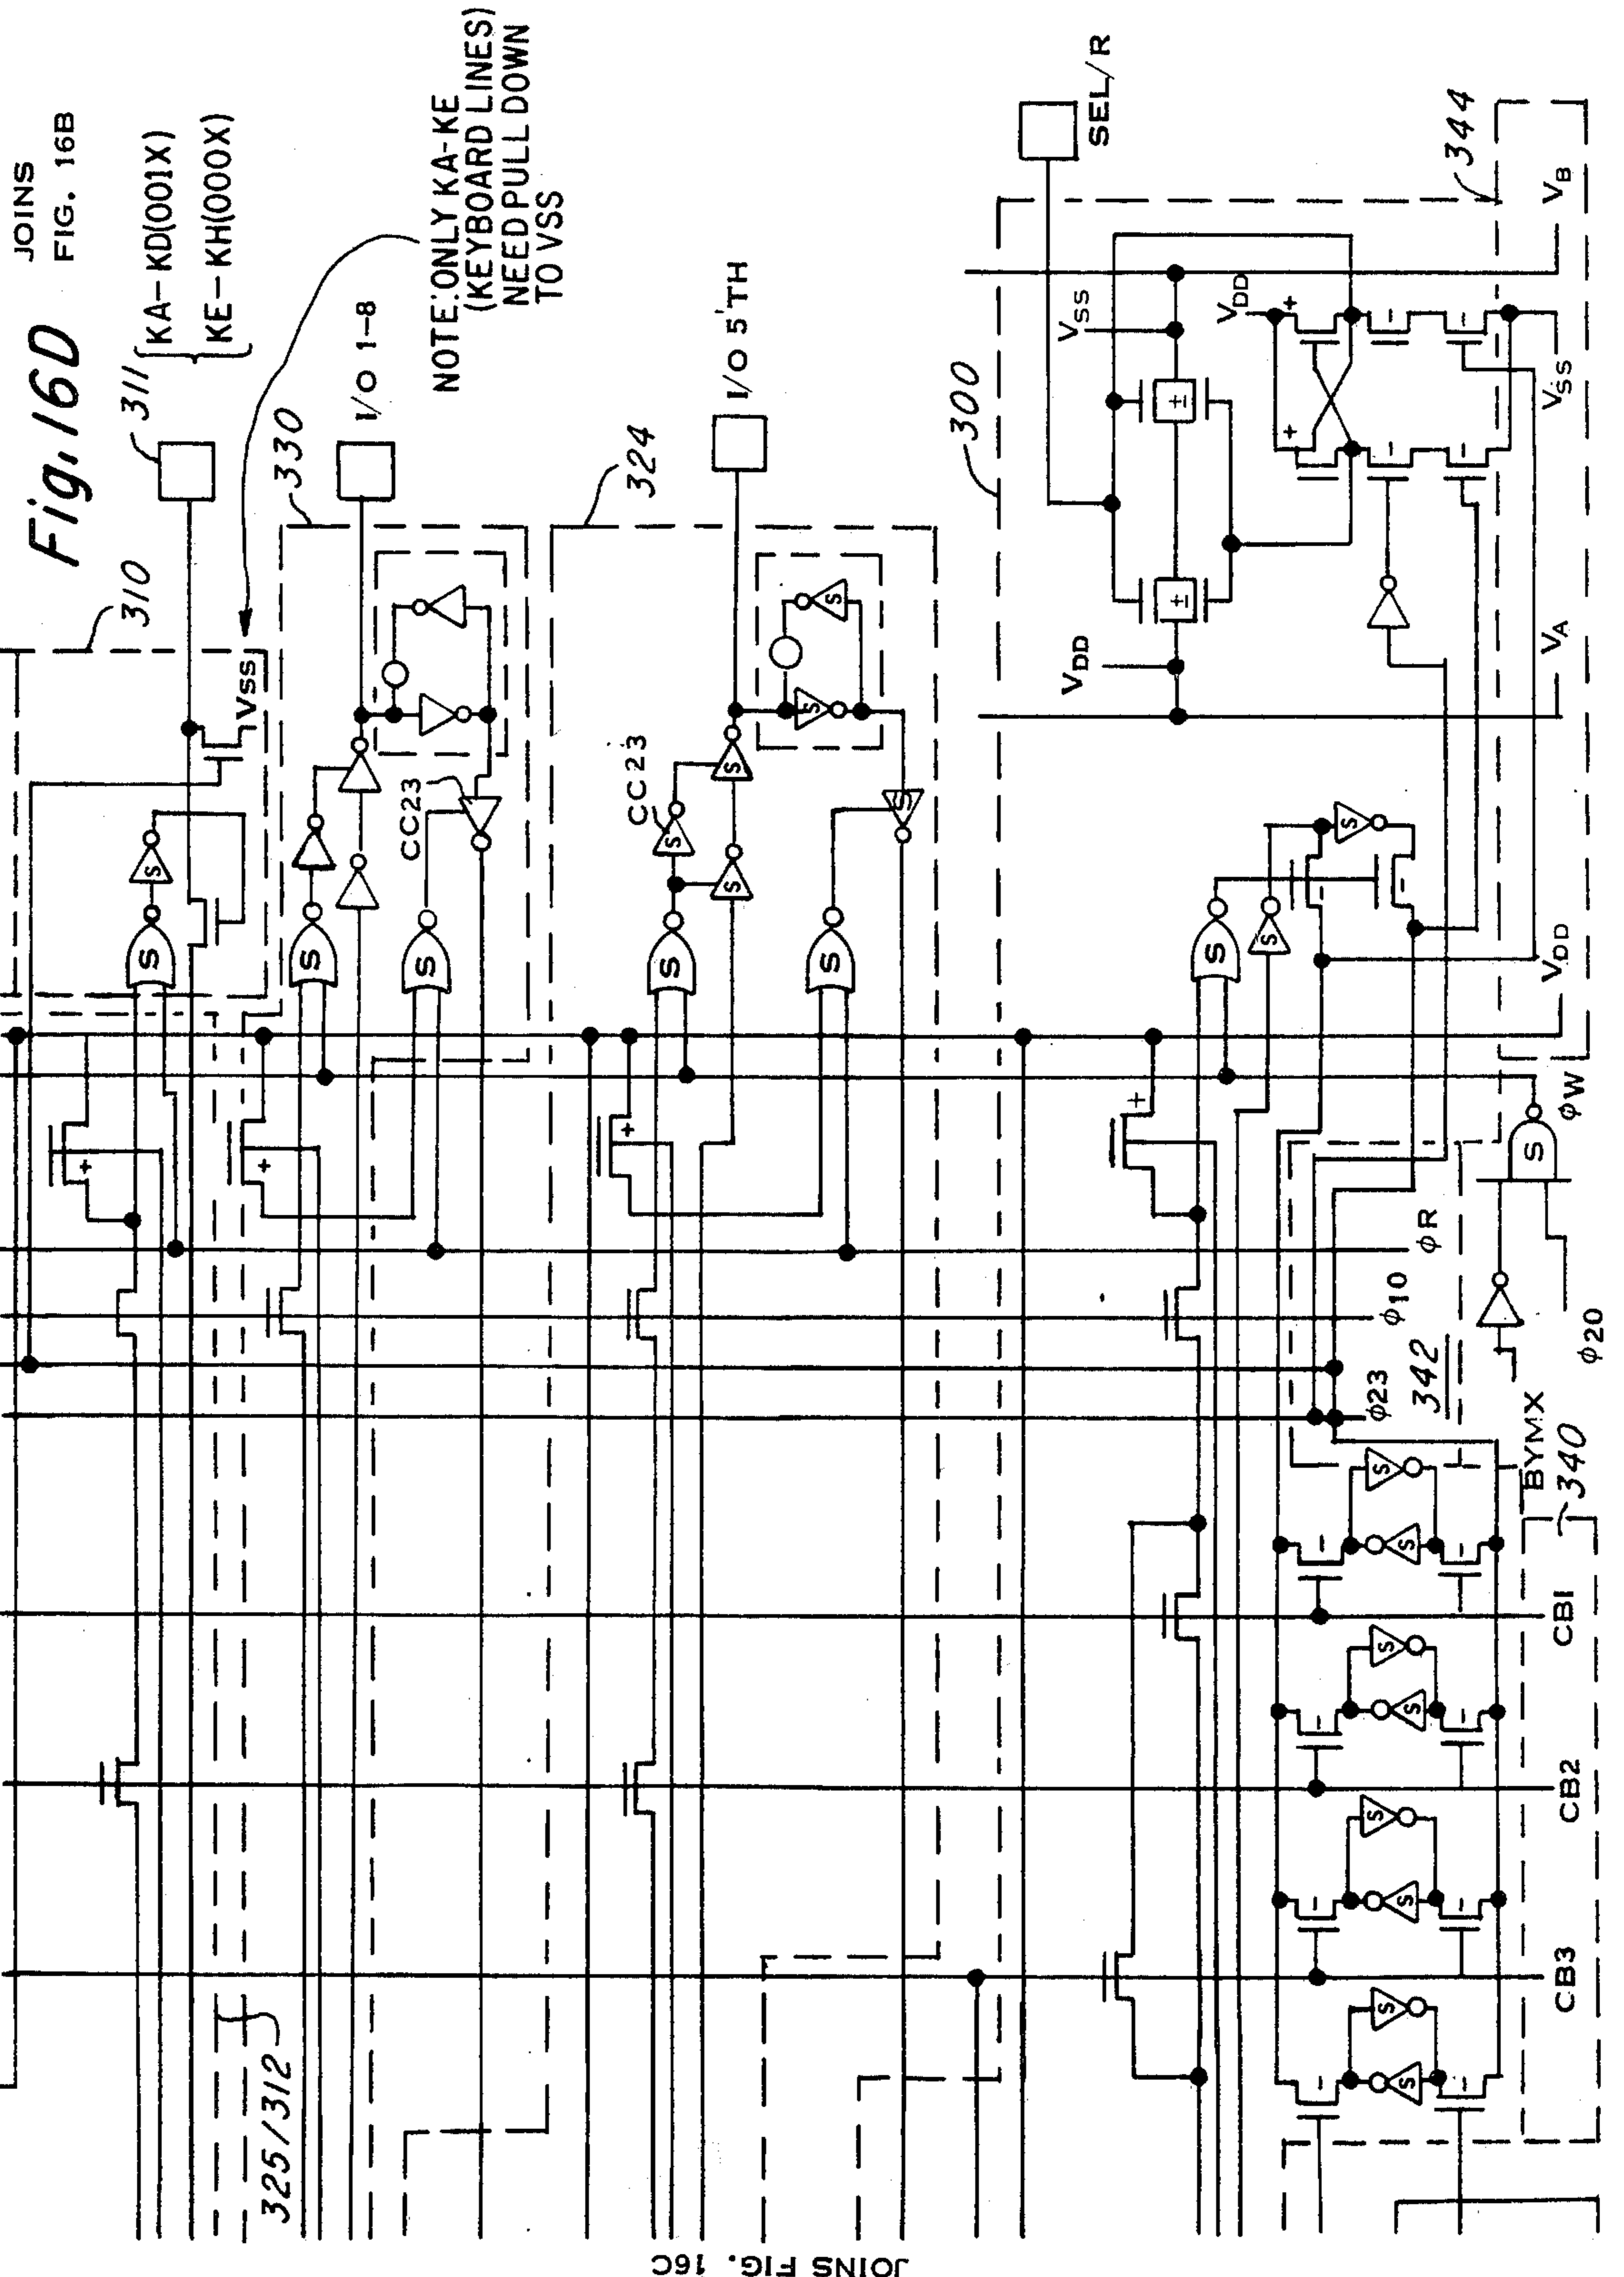 JOINS
FIG. 16B
Fig. 16D
311
KA-KD(001X)
KE-KH(000X)
310
VSS
NOTE: ONLY KA-KE
(KEYBOARD LINES)
NEED PULL DOWN
TO VSS
330
I/O 1-8
S
S
CC23
S
325/312
324
I/O 5'TH
CC23
S
S
S
S
S
S
S
S
300
SEL/R
VDD
VSS
VDD
±
±
+
+
S
S
S
VSS
344
VA
VB
VDD
S
φW
φR
φ10
φ20
φ23
342
BYMX
340
S
S
S
S
S
S
S
S
CB1
CB2
CB3
JOINS FIG. 16C